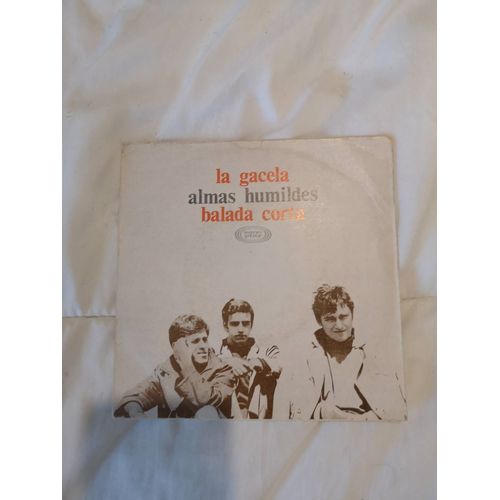 la gacela
almas humildes
balada corta